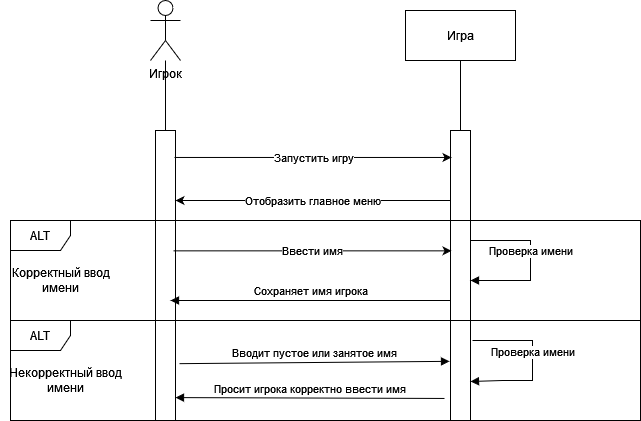 Игрок
Игра
Запустить игру
Отобразить главное меню
ALT
Корректный ввод
имени
Ввести имя
Проверка имени
Сохраняет имя игрока
ALT
Некорректный ввод
имени
Вводит пустое или занятое имя
Проверка имени
Просит игрока корректно ввести имя